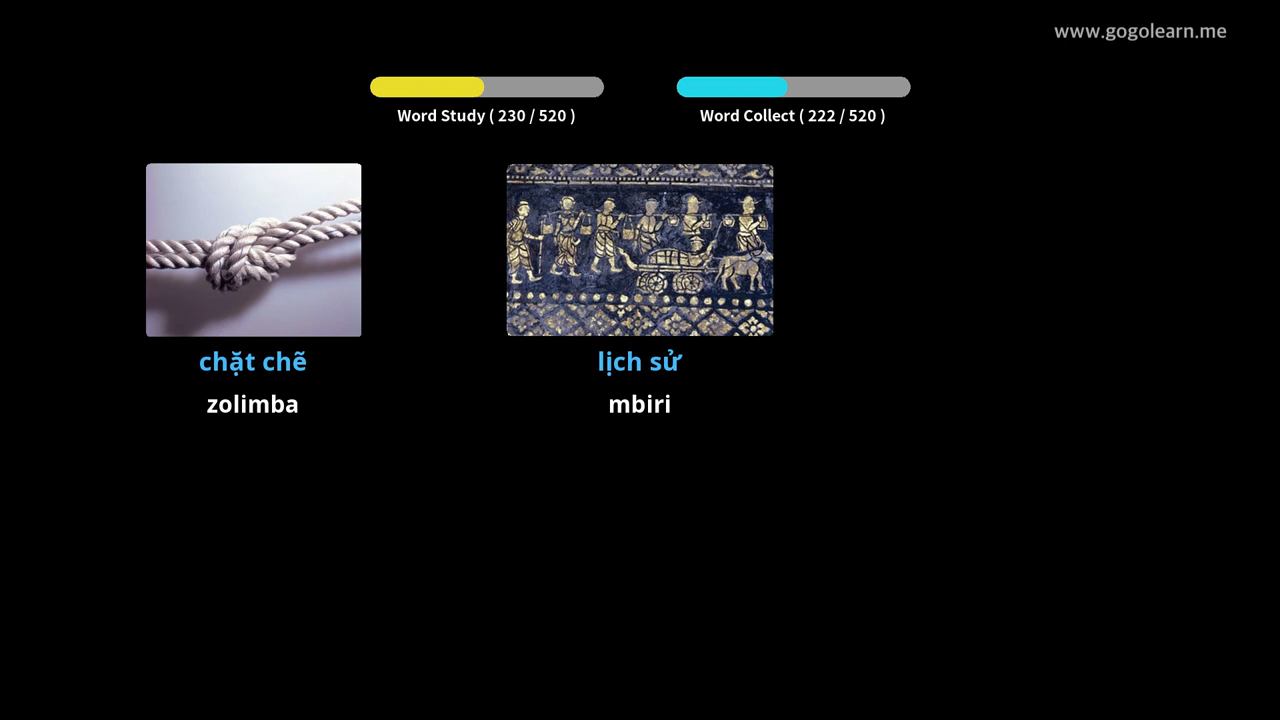 www.gogolearn.me
Word Study ( 230 / 520 )
Word Collect ( 222 / 520 )
chặt chẽ
lịch sử
zolimba
mbiri